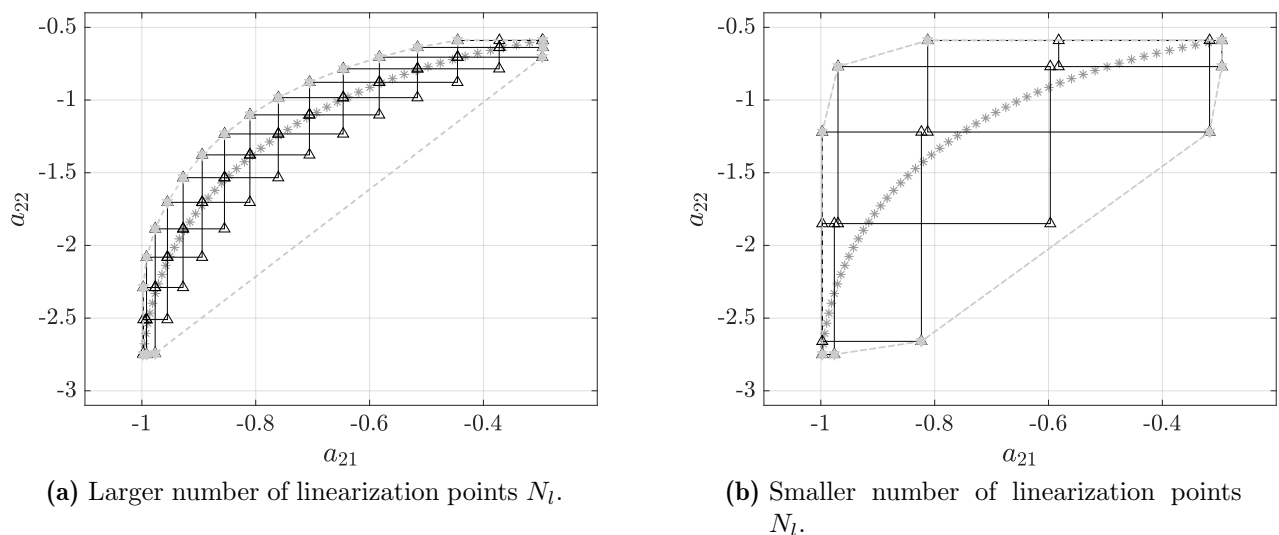 -0.5
-1
-1.5
-2
-2.5
-3
a₂₂
-1
-0.8
-0.6
-0.4
a₂₁
(a) Larger number of linearization points Nₗ.
-0.5
-1
-1.5
-2
-2.5
-3
a₂₂
-1
-0.8
-0.6
-0.4
a₂₁
(b) Smaller number of linearization points
Nₗ.